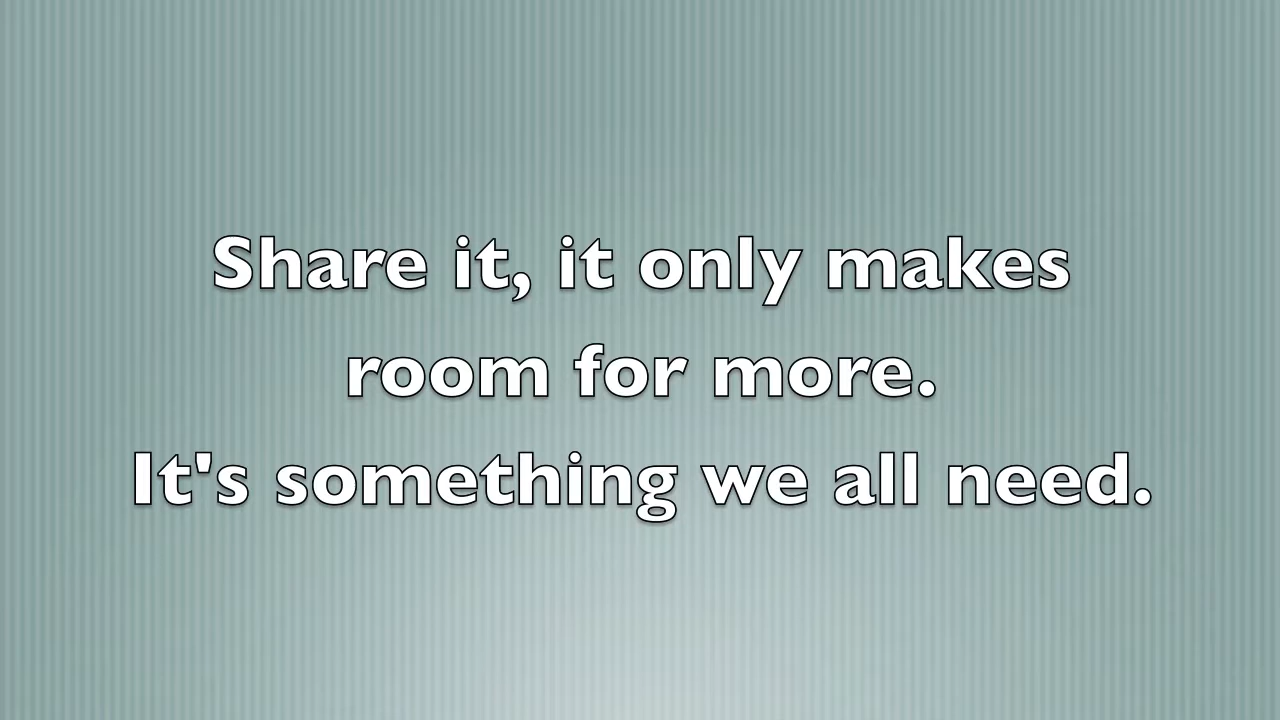 Share it, it only makes
room for more.
It's something we all need.